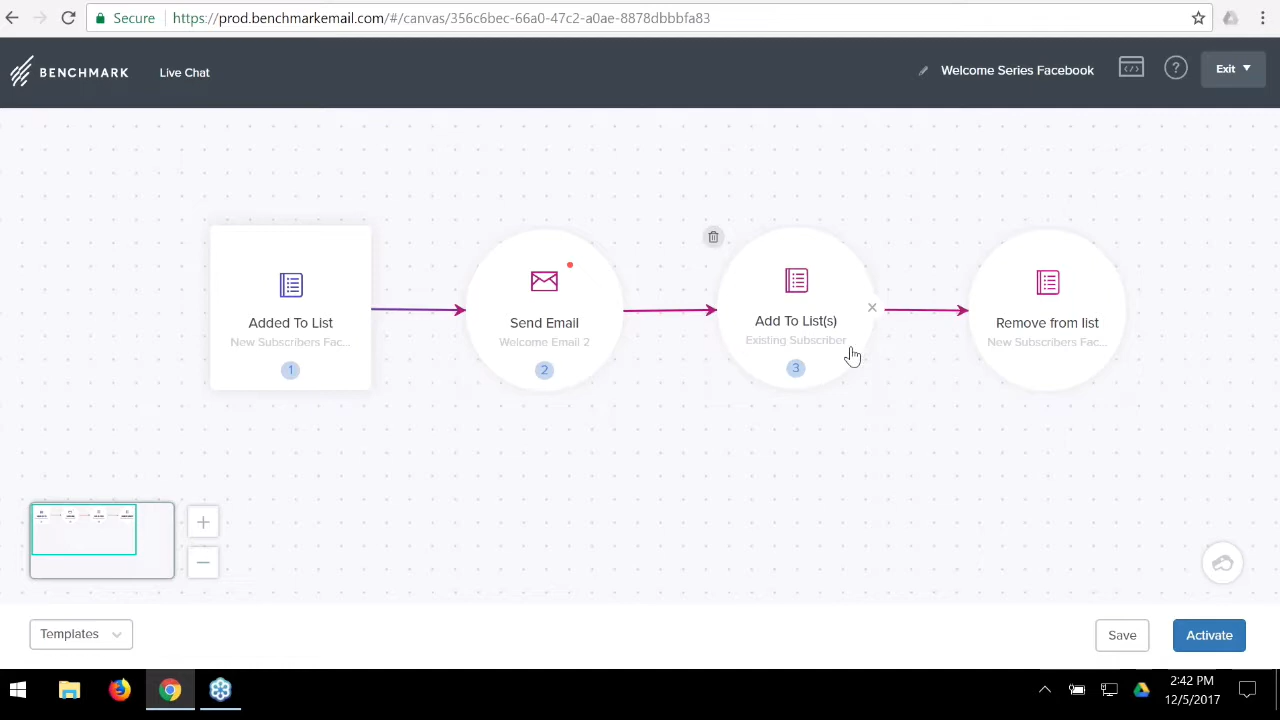 Secure
https://prod.benchmarkemail.com/#/canvas/356c6bec-66a0-47c2-a0ae-8878dbbbfa83
BENCHMARK
Live Chat
Welcome Series Facebook
?
Exit
Added To List
New Subscribers Fac...
1
Send Email
Welcome Email 2
2
Add To List(s)
Existing Subscriber
3
Remove from list
New Subscribers Fac...
Templates
Save
Activate
2:42 PM
12/5/2017